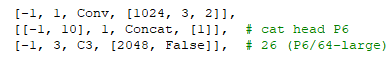 [-1, 1, Conv, [1024, 3, 2]],
[[-1, 10], 1, Concat, [1]],  # cat head P6
[-1, 3, C3, [2048, False]],  # 26 (P6/64-large)